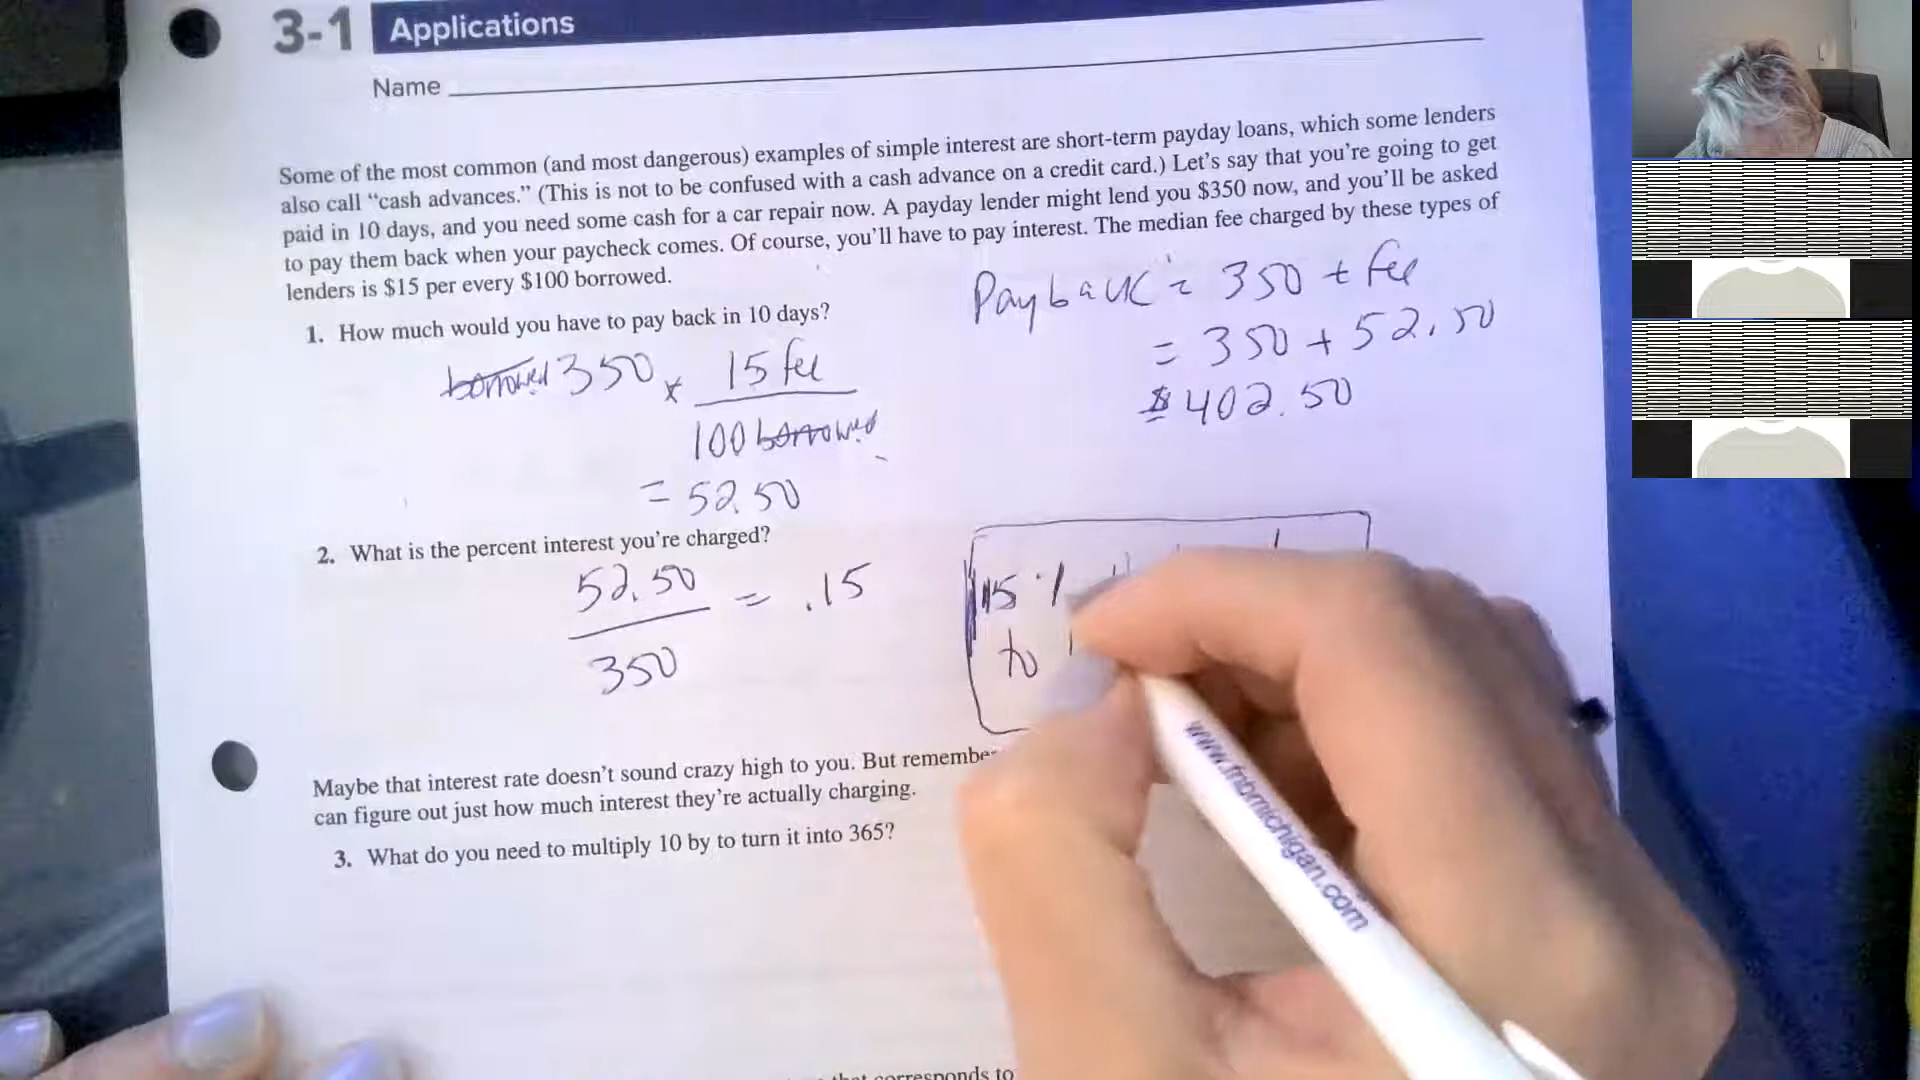 3-1 Applications
Name
Some of the most common (and most dangerous) examples of simple interest are short-term payday loans, which some lenders
also call “cash advances.” (This is not to be confused with a cash advance on a credit card.) Let’s say that you’re going to get
paid in 10 days, and you need some cash for a car repair now. A payday lender might lend you $350 now, and you’ll be asked
to pay them back when your paycheck comes. Of course, you’ll have to pay interest. The median fee charged by these types of
lenders is $15 per every $100 borrowed.
Payback = 350 + fee
1. How much would you have to pay back in 10 days?
= 350 + 52.50
borrowed 350 x 15 fee
$402.50
100 borrowed
= 52.50
2. What is the percent interest you’re charged?
52.50 = .15
15 %
350
to
Maybe that interest rate doesn’t sound crazy high to you. But
can figure out just how much interest they’re actually charging.
3. What do you need to multiply 10 by to turn it into 365?
www.fnbmichigan.com
corresponds to